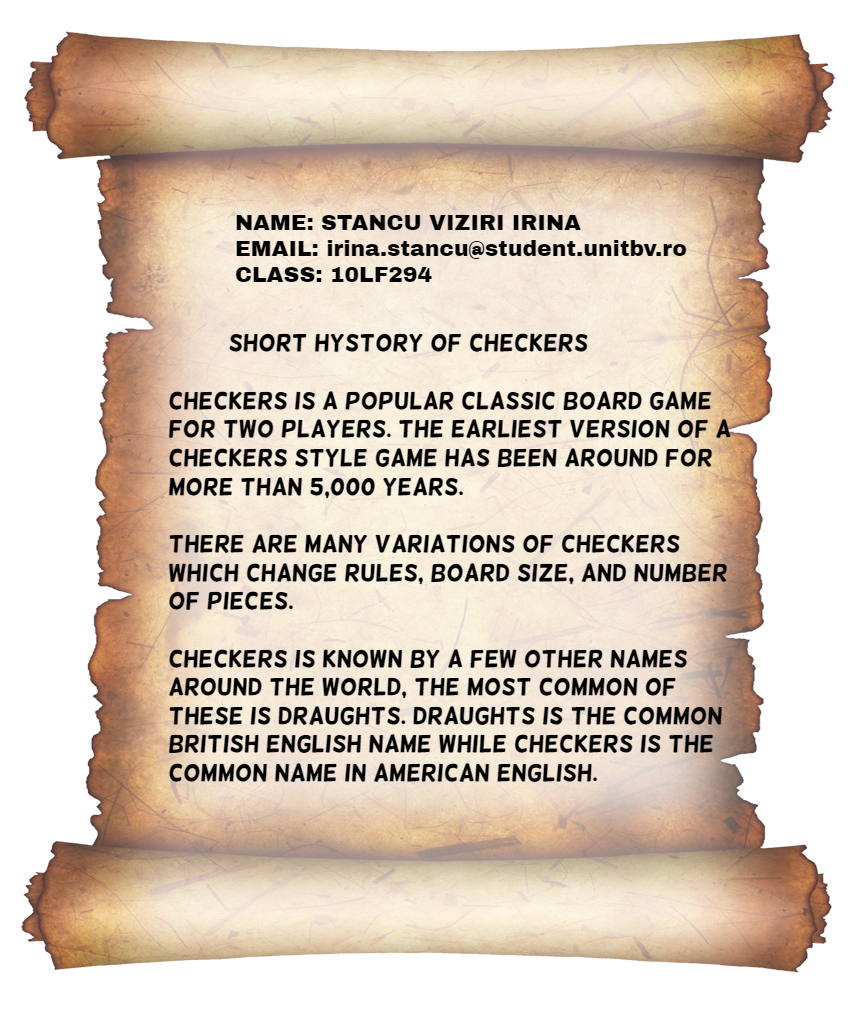 NAME: STANCU VIZIRI IRINA
EMAIL: irina.stancu@student.unitbv.ro
CLASS: 10LF294
SHORT HYSTORY OF CHECKERS
CHECKERS IS A POPULAR CLASSIC BOARD GAME
FOR TWO PLAYERS. THE EARLIEST VERSION OF A
CHECKERS STYLE GAME HAS BEEN AROUND FOR
MORE THAN 5,000 YEARS.
THERE ARE MANY VARIATIONS OF CHECKERS
WHICH CHANGE RULES, BOARD SIZE, AND NUMBER
OF PIECES.
CHECKERS IS KNOWN BY A FEW OTHER NAMES
AROUND THE WORLD, THE MOST COMMON OF
THESE IS DRAUGHTS. DRAUGHTS IS THE COMMON
BRITISH ENGLISH NAME WHILE CHECKERS IS THE
COMMON NAME IN AMERICAN ENGLISH.